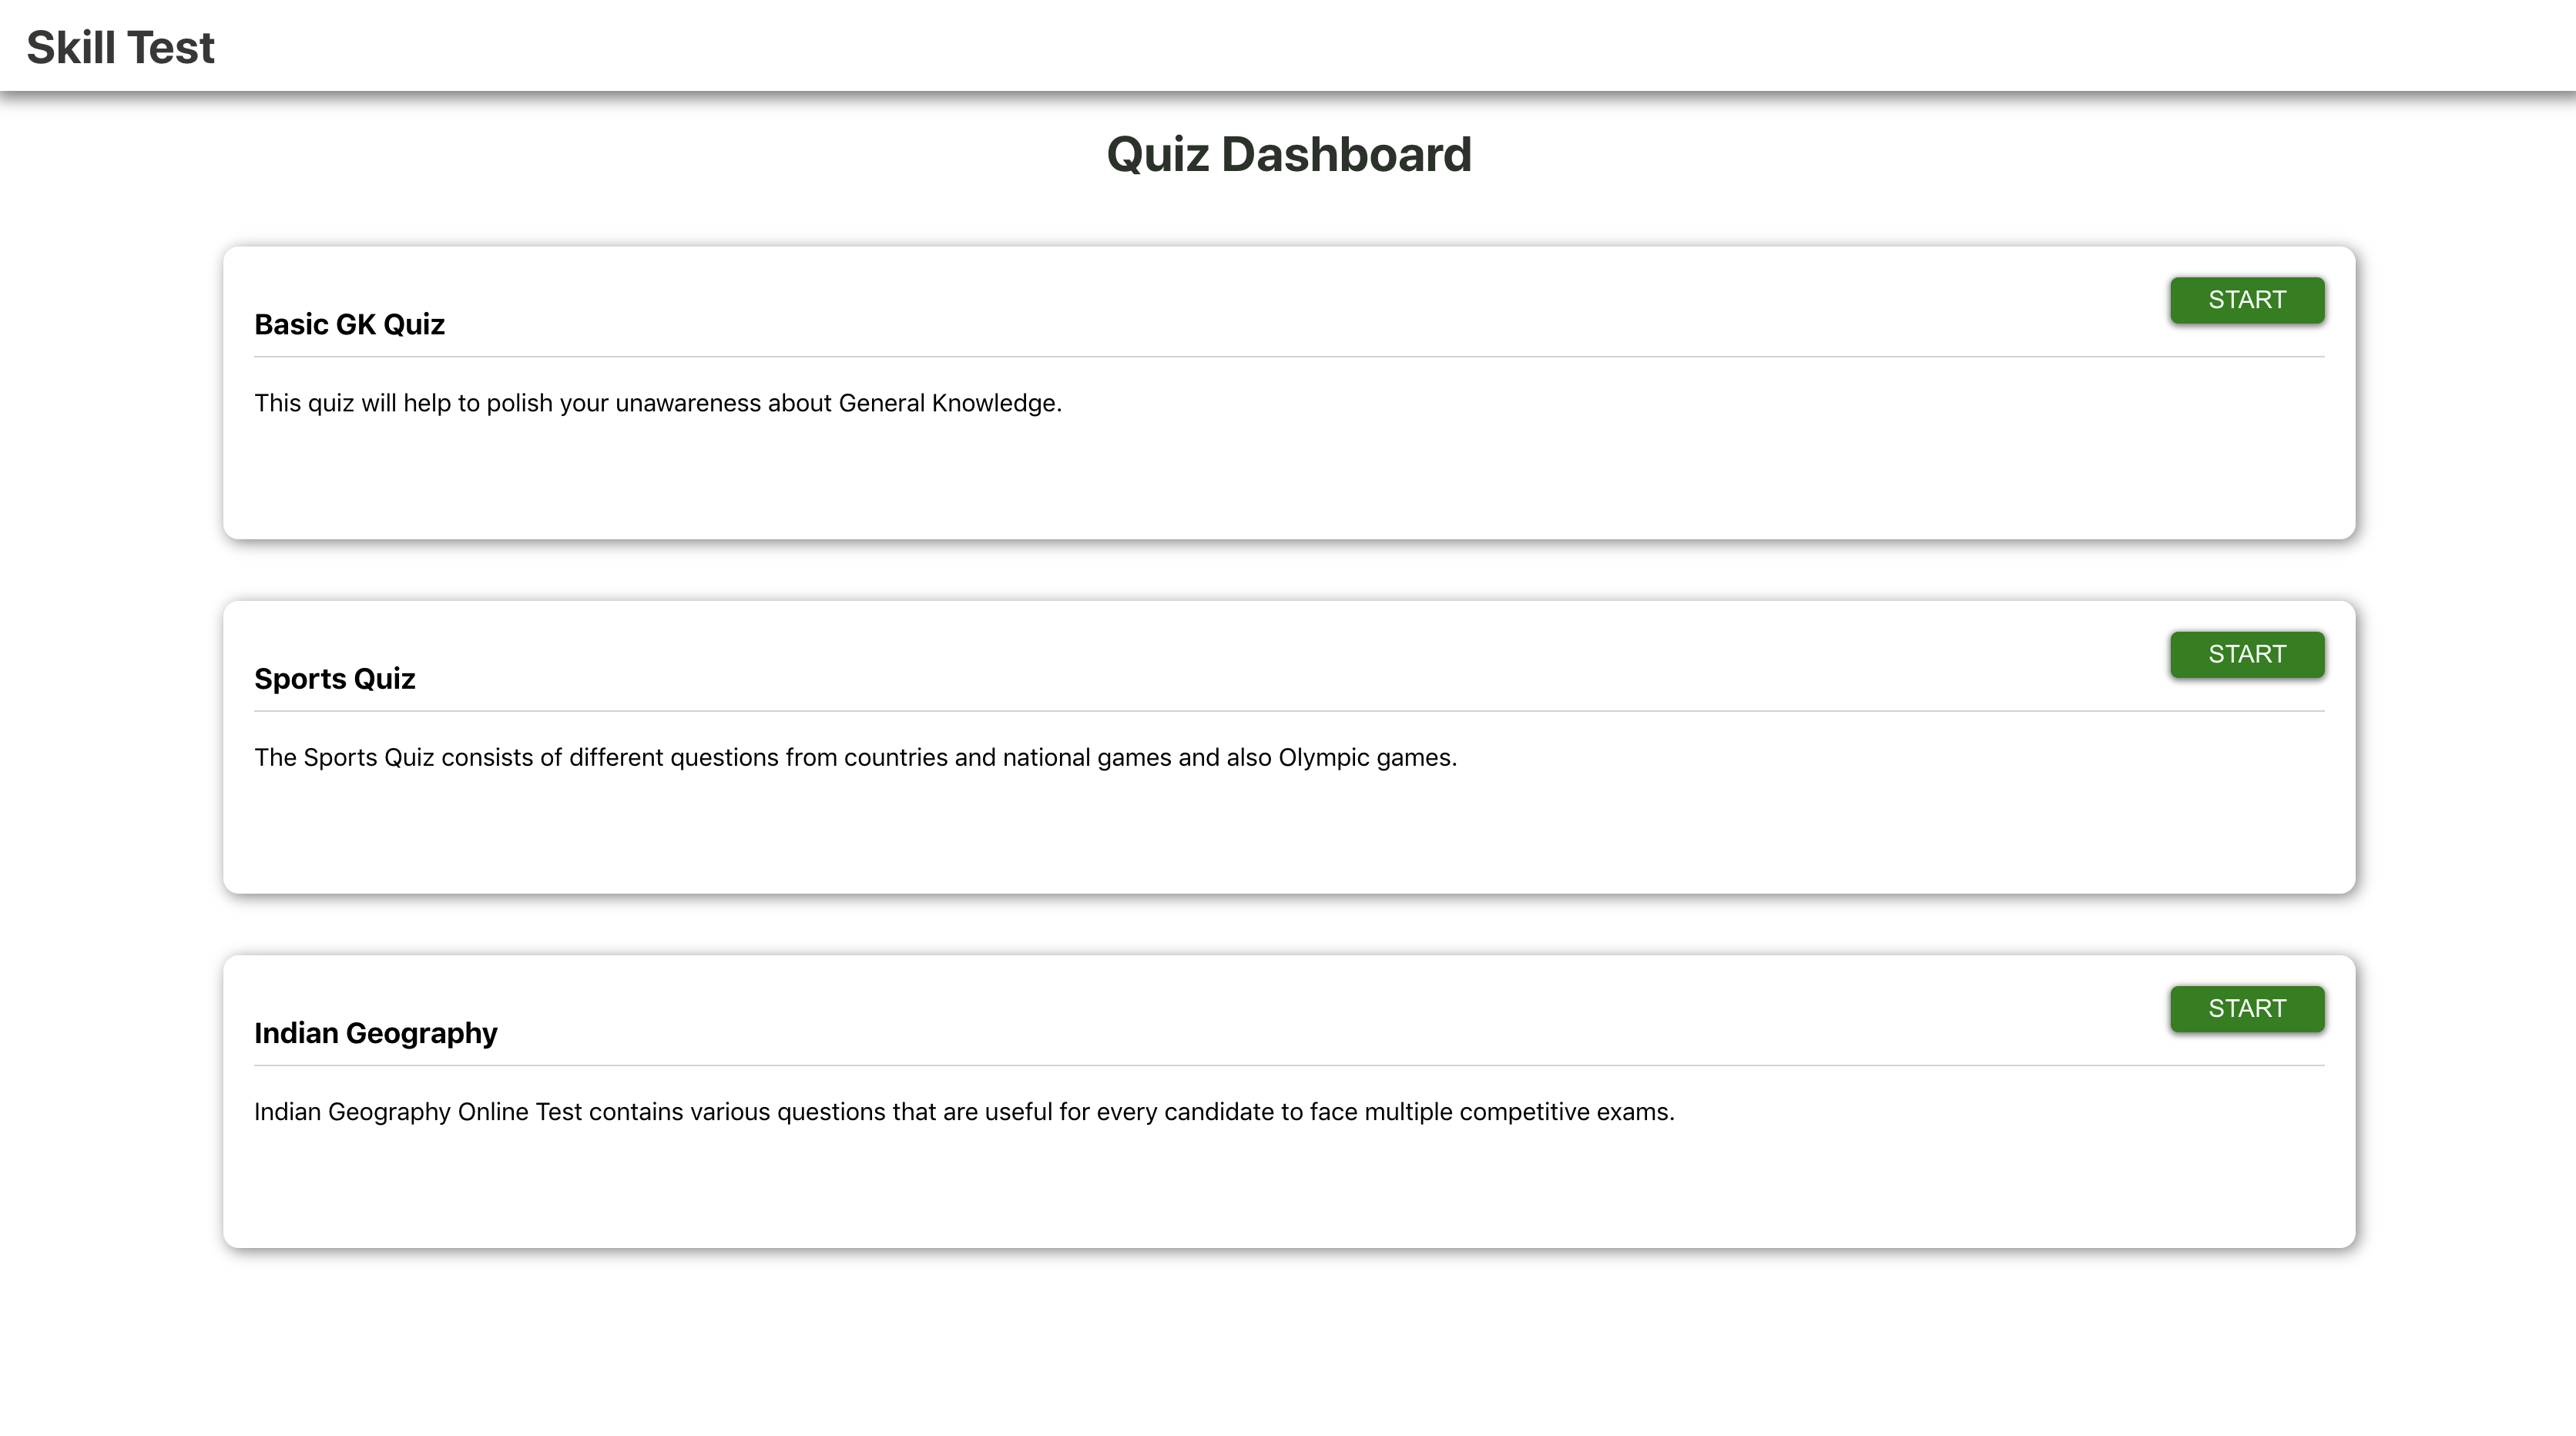 Skill Test
Quiz Dashboard
START
Basic GK Quiz
This quiz will help to polish your unawareness about General Knowledge.
START
Sports Quiz
The Sports Quiz consists of different questions from countries and national games and also Olympic games.
START
Indian Geography
Indian Geography Online Test contains various questions that are useful for every candidate to face multiple competitive exams.